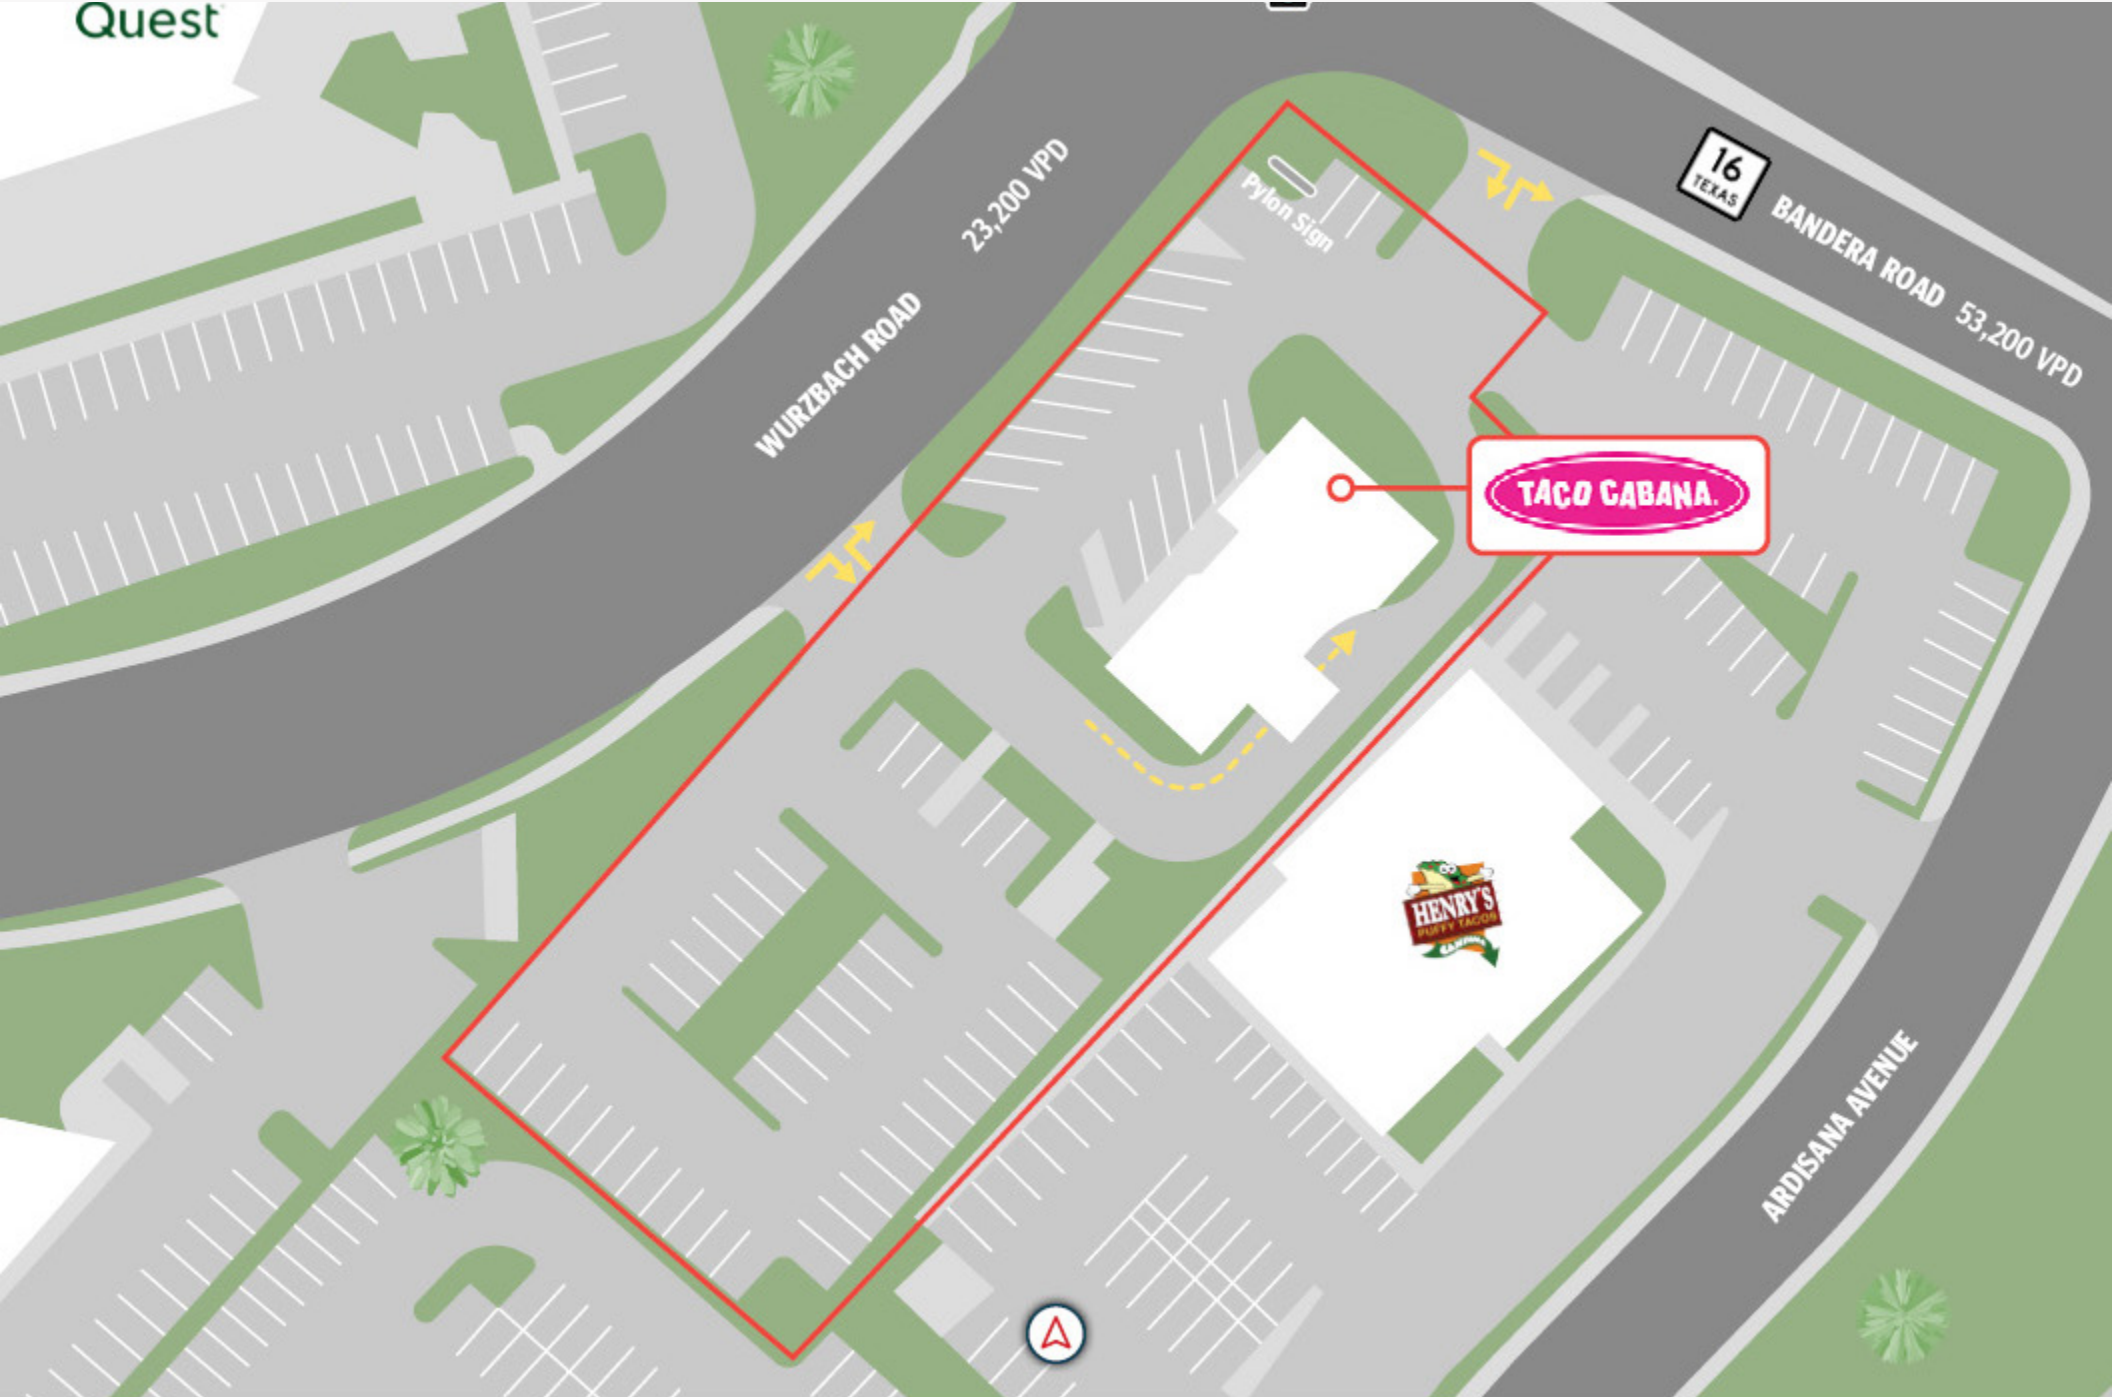 Quest
23,200 VPD
WURZBACH ROAD
Pylon Sign
16
TEXAS
BANDERA ROAD 53,200 VPD
TACO CABANA.
HENRY'S
PUFFY TACOS
ARDISANA AVENUE